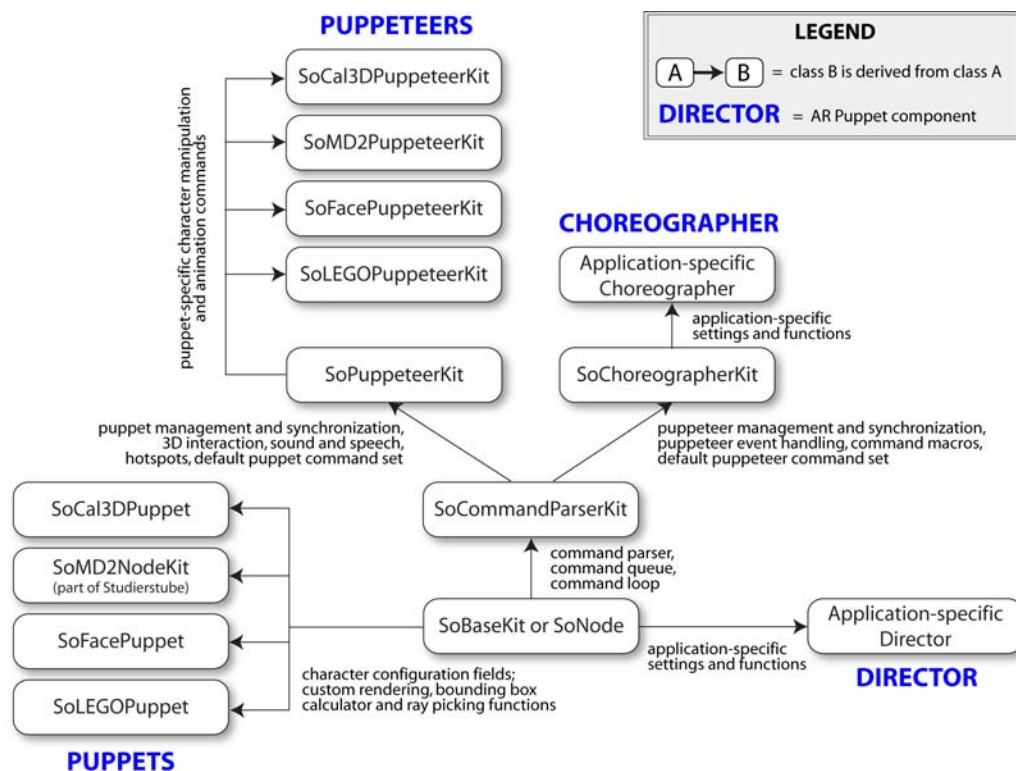 PUPPETEERS
SoCal3DPuppeteerKit
SoMD2PuppeteerKit
SoFacePuppeteerKit
SoLEGOPuppeteerKit
puppet-specific character manipulation
and animation commands
SoPuppeteerKit
LEGEND
A
B
= class B is derived from class A
DIRECTOR = AR Puppet component
CHOREOGRAPHER
Application-specific
Choreographer
application-specific
settings and functions
SoChoreographerKit
puppet management and synchronization,
3D interaction, sound and speech,
hotspots, default puppet command set
puppeteer management and synchronization,
puppeteer event handling, command macros,
default puppeteer command set
SoCommandParserKit
command parser,
command queue,
command loop
SoBaseKit or SoNode
SoCal3DPuppet
SoMD2NodeKit
(part of Studierstube)
SoFacePuppet
SoLEGOPuppet
PUPPETS
character configuration fields;
custom rendering, bounding box
calculator and ray picking functions
application-specific
settings and functions
Application-specific
Director
DIRECTOR